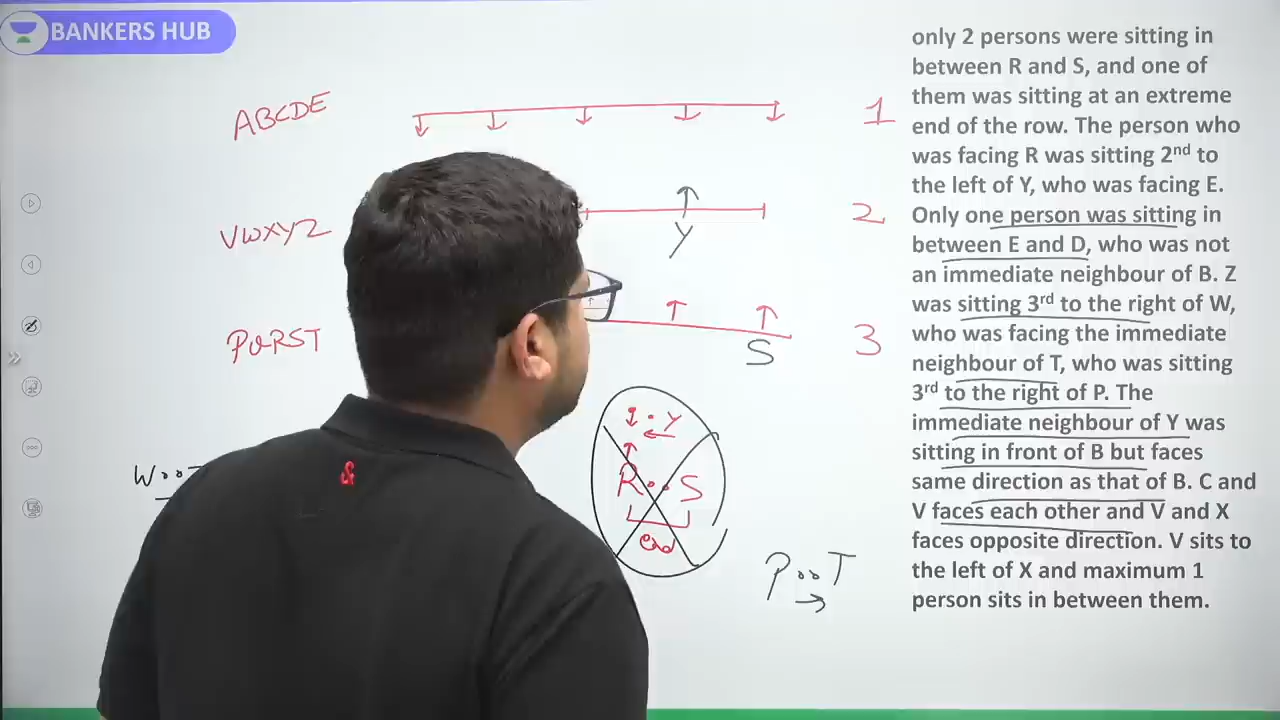 BANKERS HUB
only 2 persons were sitting in
between R and S, and one of
them was sitting at an extreme
end of the row. The person who
was facing R was sitting 2nd to
the left of Y, who was facing E.
Only one person was sitting in
between E and D, who was not
an immediate neighbour of B. Z
was sitting 3rd to the right of W,
who was facing the immediate
neighbour of T, who was sitting
3rd to the right of P. The
immediate neighbour of Y was
sitting in front of B but faces
same direction as that of B. C and
V faces each other and V and X
faces opposite direction. V sits to
the left of X and maximum 1
person sits in between them.
ABCDE
1
VWXYZ
Y
2
PQRST
S
3
Y
R S
end
W
P T